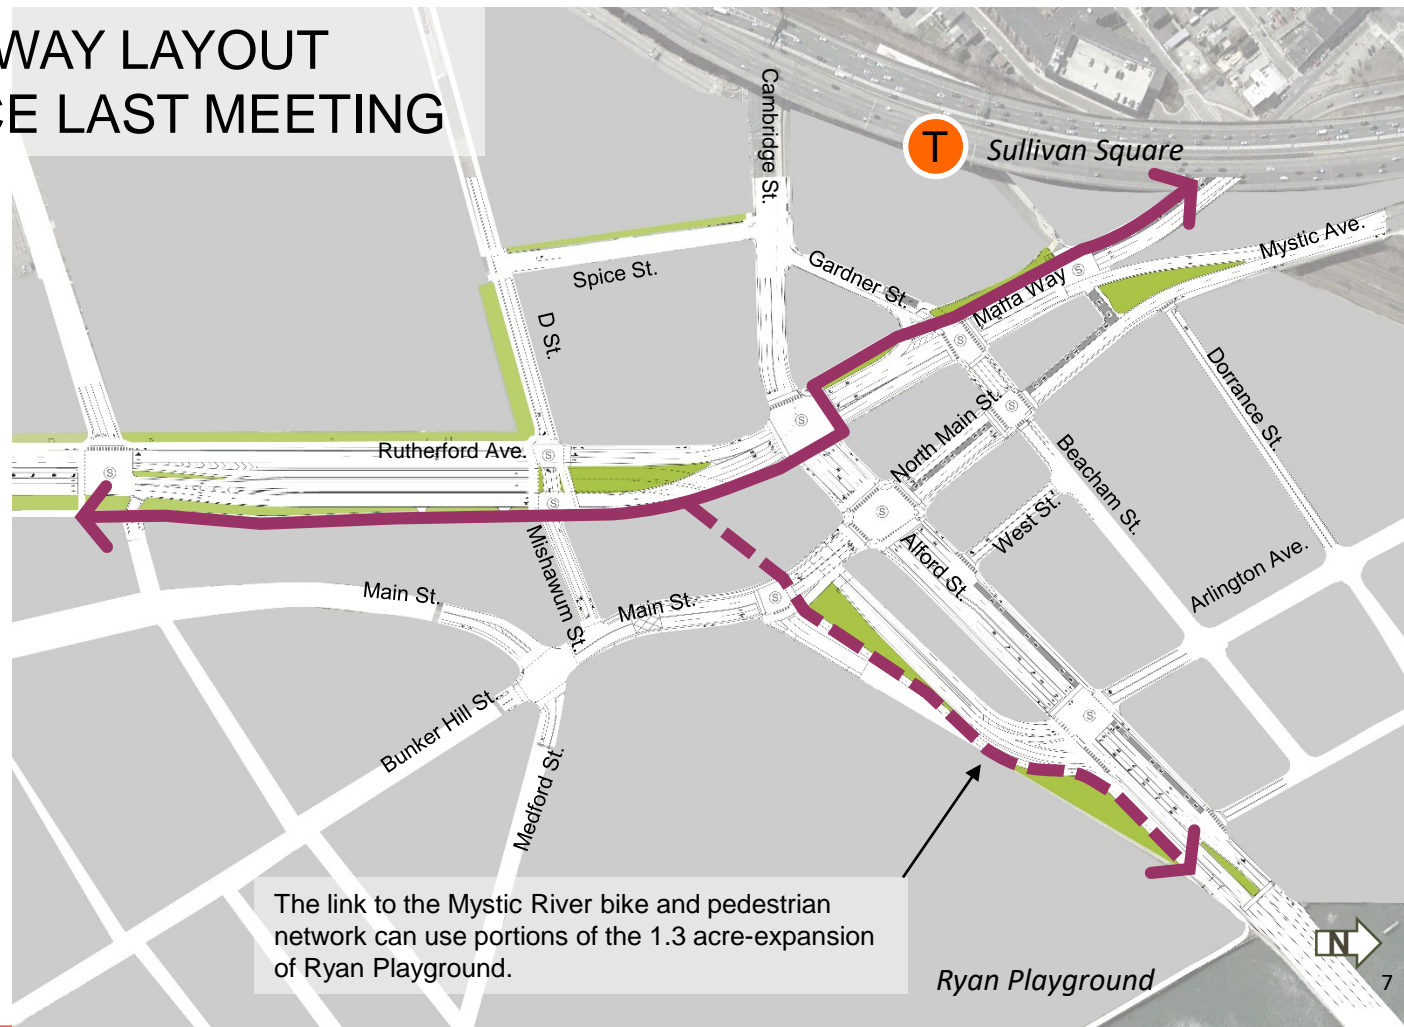 WAY LAYOUT
CE LAST MEETING
Cambridge St.
T
Sullivan Square
Mystic Ave.
Spice St.
Gardner St.
Maffa Way
D St.
Dorrance St.
North Main St.
Rutherford Ave.
Beacham St.
West St.
Alford St.
Arlington Ave.
Mishawum St.
Main St.
Main St.
Bunker Hill St.
Medford St.
S
S
S
S
S
S
S
S
S
S
The link to the Mystic River bike and pedestrian
network can use portions of the 1.3 acre-expansion
of Ryan Playground.
Ryan Playground
N
7